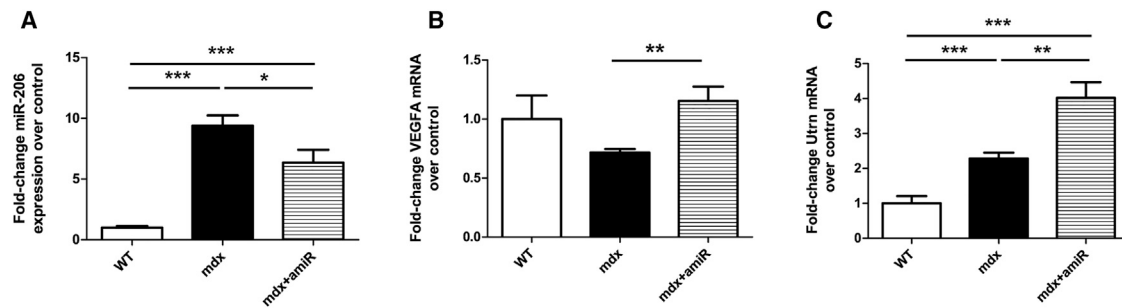 A
Fold-change miR-206
expression over control
15
10
5
0
***
***
*
WT
mdx
mdx+amiR
B
Fold-change VEGFA mRNA
over control
1.5
1.0
0.5
0.0
**
WT
mdx
mdx+amiR
C
Fold-change Utrn mRNA
over control
5
4
3
2
1
0
***
***
**
WT
mdx
mdx+amiR